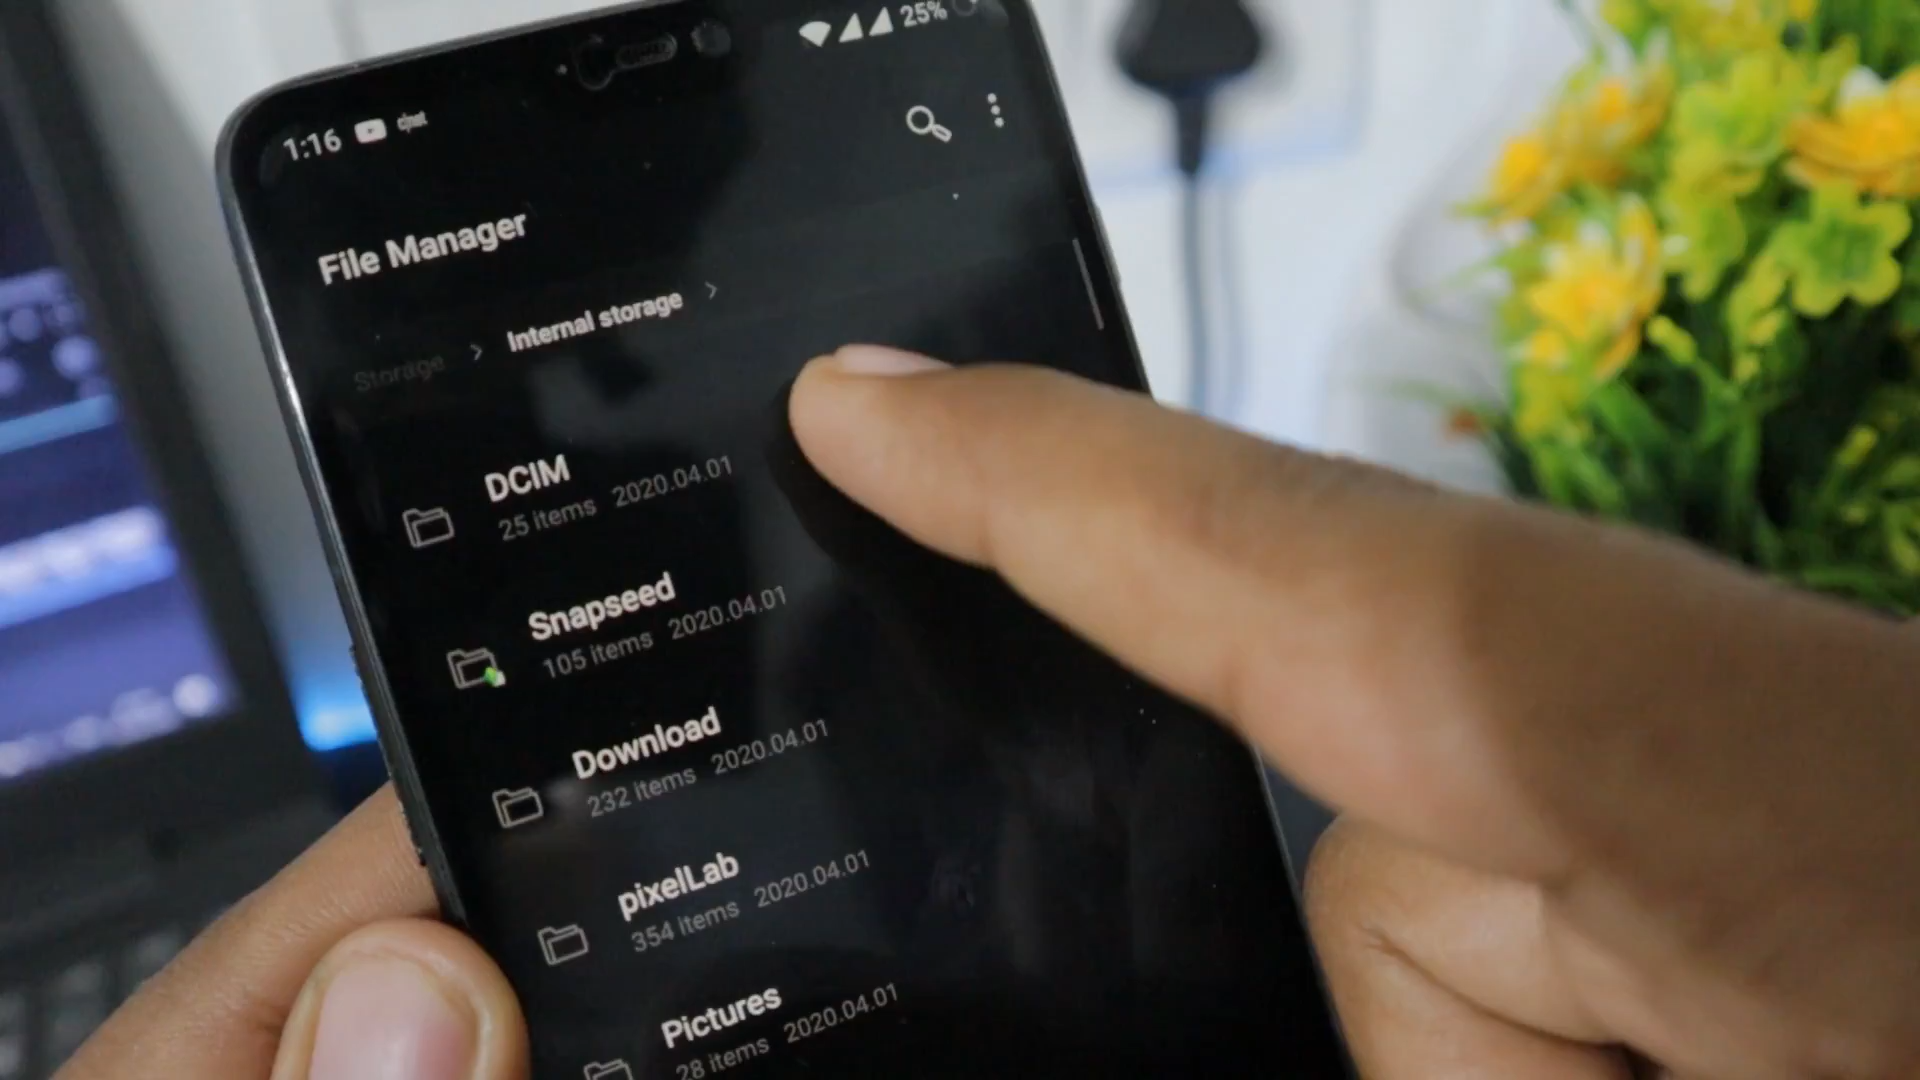 25%
1:16
File Manager
Storage > Internal storage >
DCIM
25 items 2020.04.01
Snapseed
105 items 2020.04.01
Download
232 items 2020.04.01
pixelLab
354 items 2020.04.01
Pictures
28 items 2020.04.01